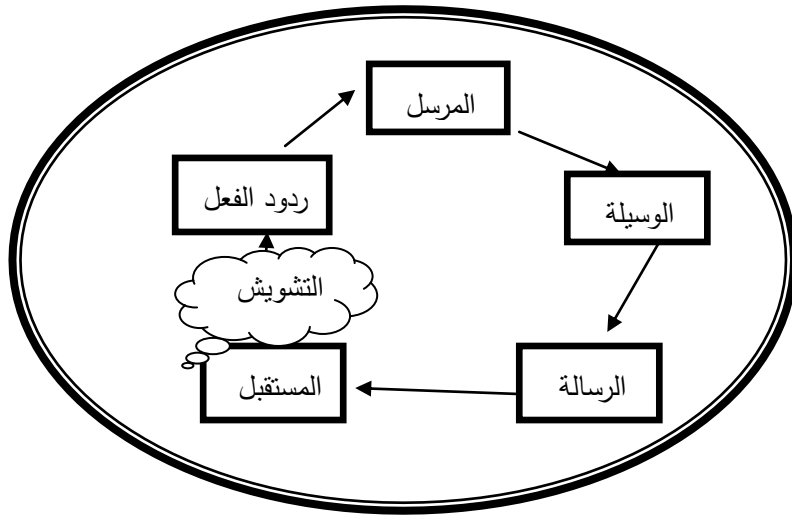 المرسل
الوسيلة
الرسالة
المستقبل
التشويش
ردود الفعل